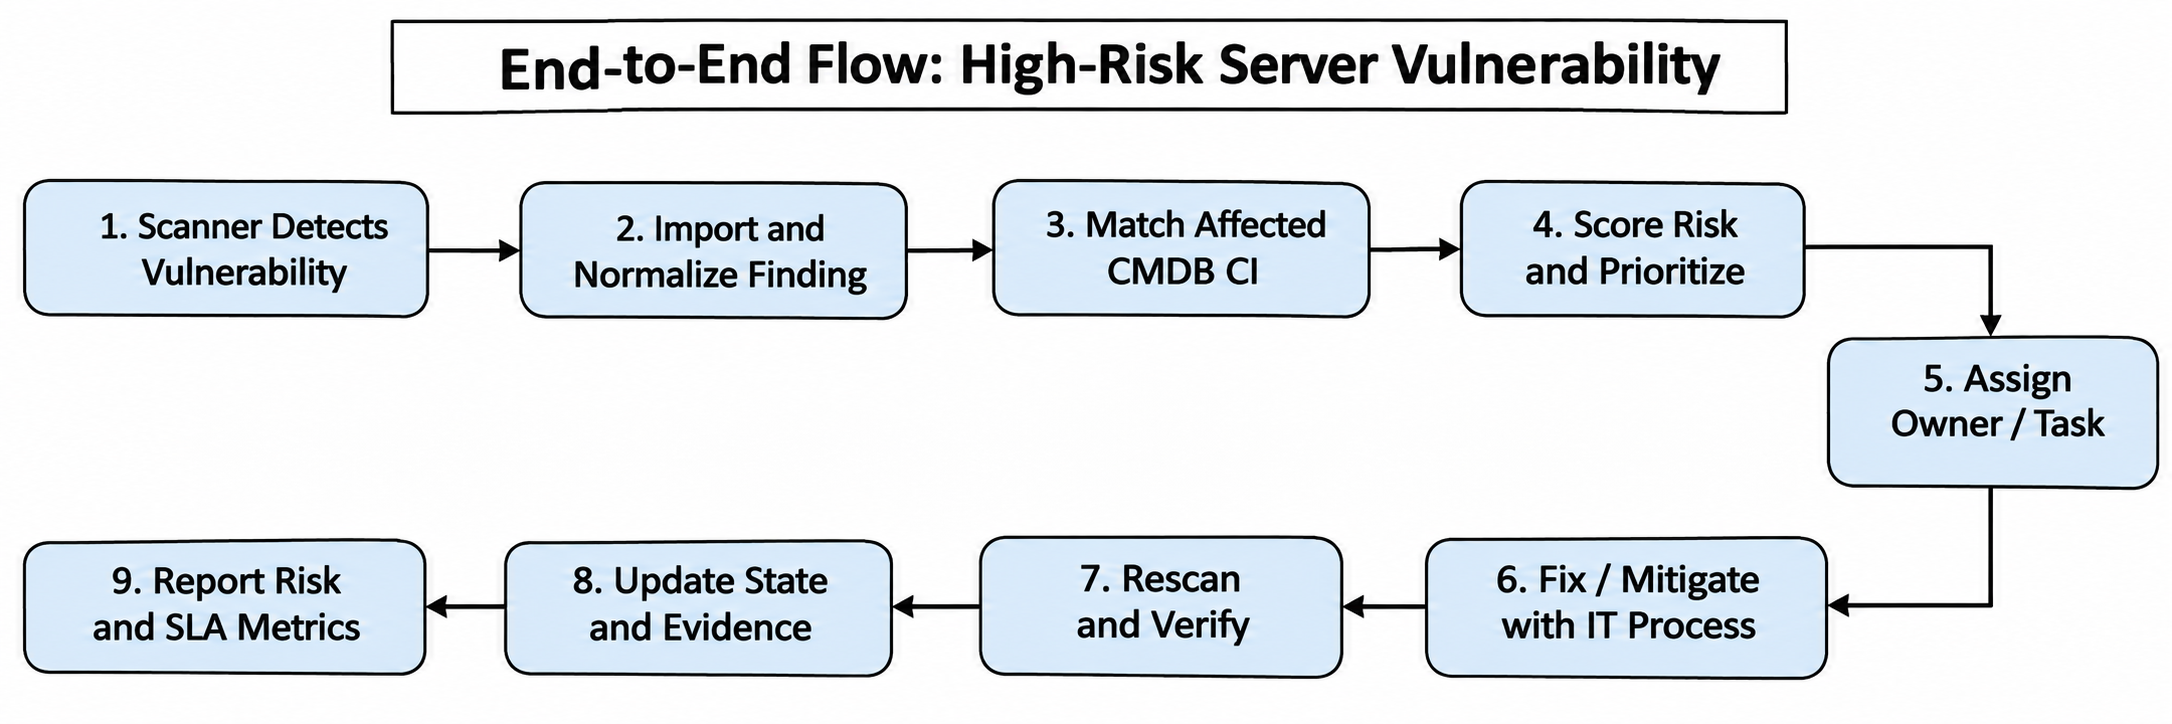 End-to-End Flow: High-Risk Server Vulnerability
1. Scanner Detects
Vulnerability
2. Import and
Normalize Finding
3. Match Affected
CMDB CI
4. Score Risk
and Prioritize
5. Assign
Owner / Task
6. Fix / Mitigate
with IT Process
7. Rescan
and Verify
8. Update State
and Evidence
9. Report Risk
and SLA Metrics